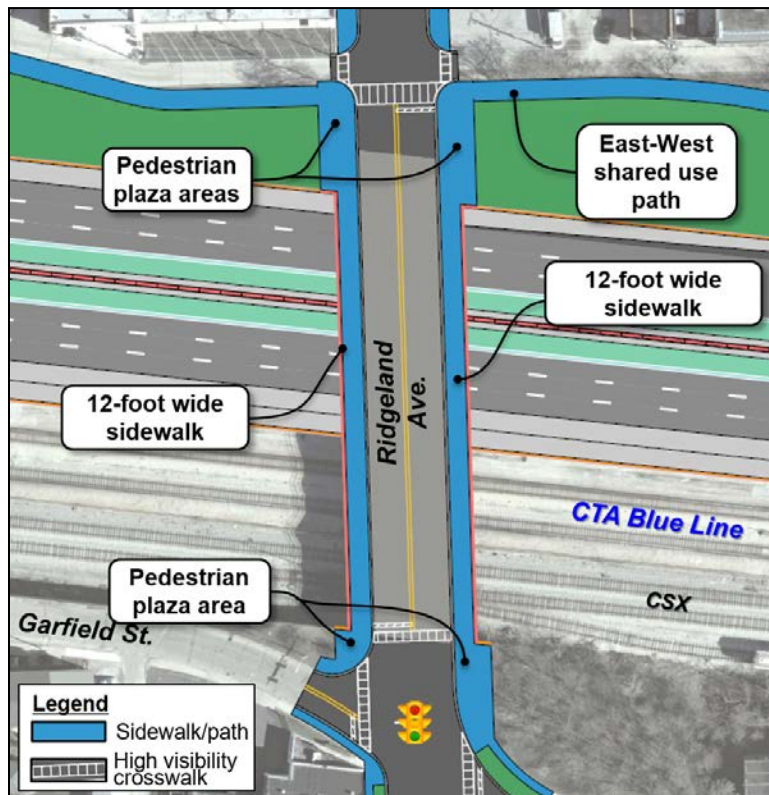 Pedestrian
plaza areas
East-West
shared use
path
12-foot wide
sidewalk
Ridgeland
Ave.
12-foot wide
sidewalk
CTA Blue Line
Pedestrian
plaza area
CSX
Garfield St.
Legend
Sidewalk/path
High visibility
crosswalk